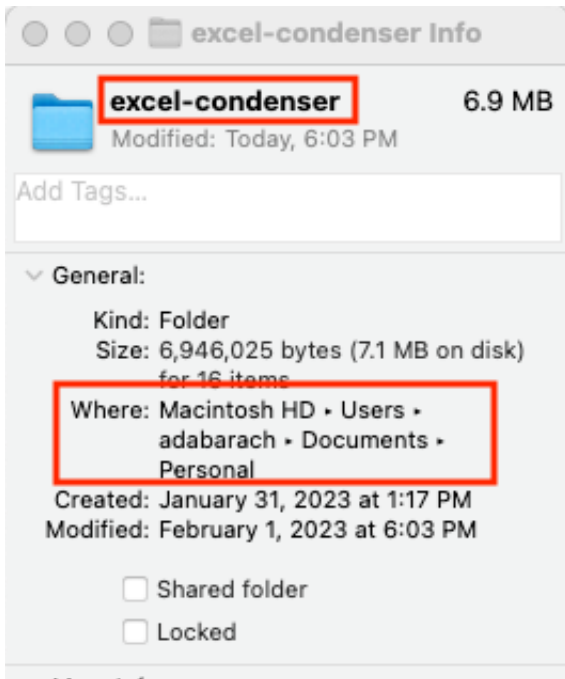 excel-condenser Info
excel-condenser 6.9 MB
Modified: Today, 6:03 PM
Add Tags...
General:
Kind: Folder
Size: 6,946,025 bytes (7.1 MB on disk)
for 16 items
Where: Macintosh HD ▸ Users ▸
adabarach ▸ Documents ▸
Personal
Created: January 31, 2023 at 1:17 PM
Modified: February 1, 2023 at 6:03 PM
Shared folder
Locked